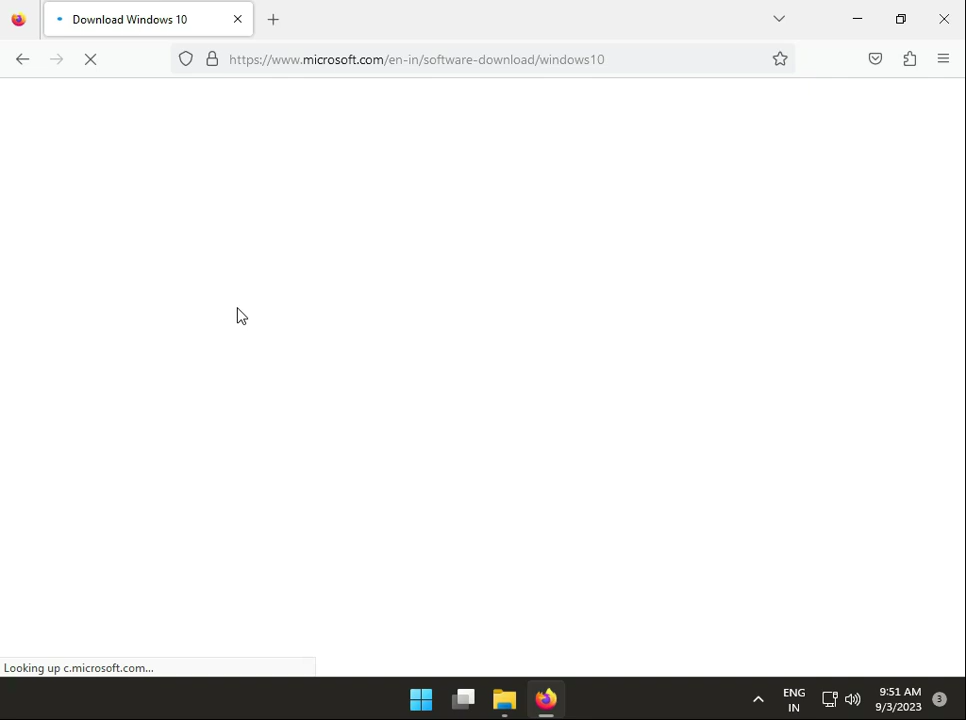 Download Windows 10
https://www.microsoft.com/en-in/software-download/windows10
Looking up c.microsoft.com...
ENG
IN
9:51 AM
9/3/2023
3